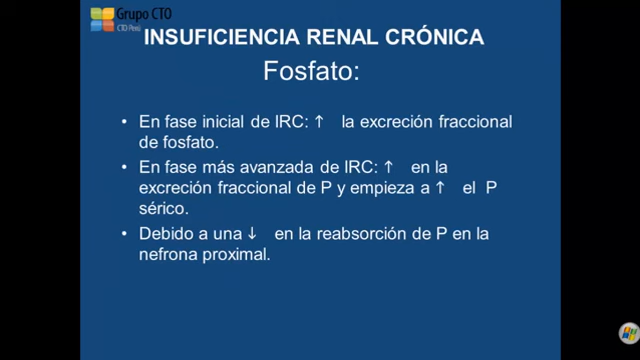 Grupo CTO
CTO Perú
INSUFICIENCIA RENAL CRÓNICA
Fosfato:
• En fase inicial de IRC: ↑ la excreción fraccional
de fosfato.
• En fase más avanzada de IRC: ↑ en la
excreción fraccional de P y empieza a ↑ el P
sérico.
• Debido a una ↓ en la reabsorción de P en la
nefrona proximal.